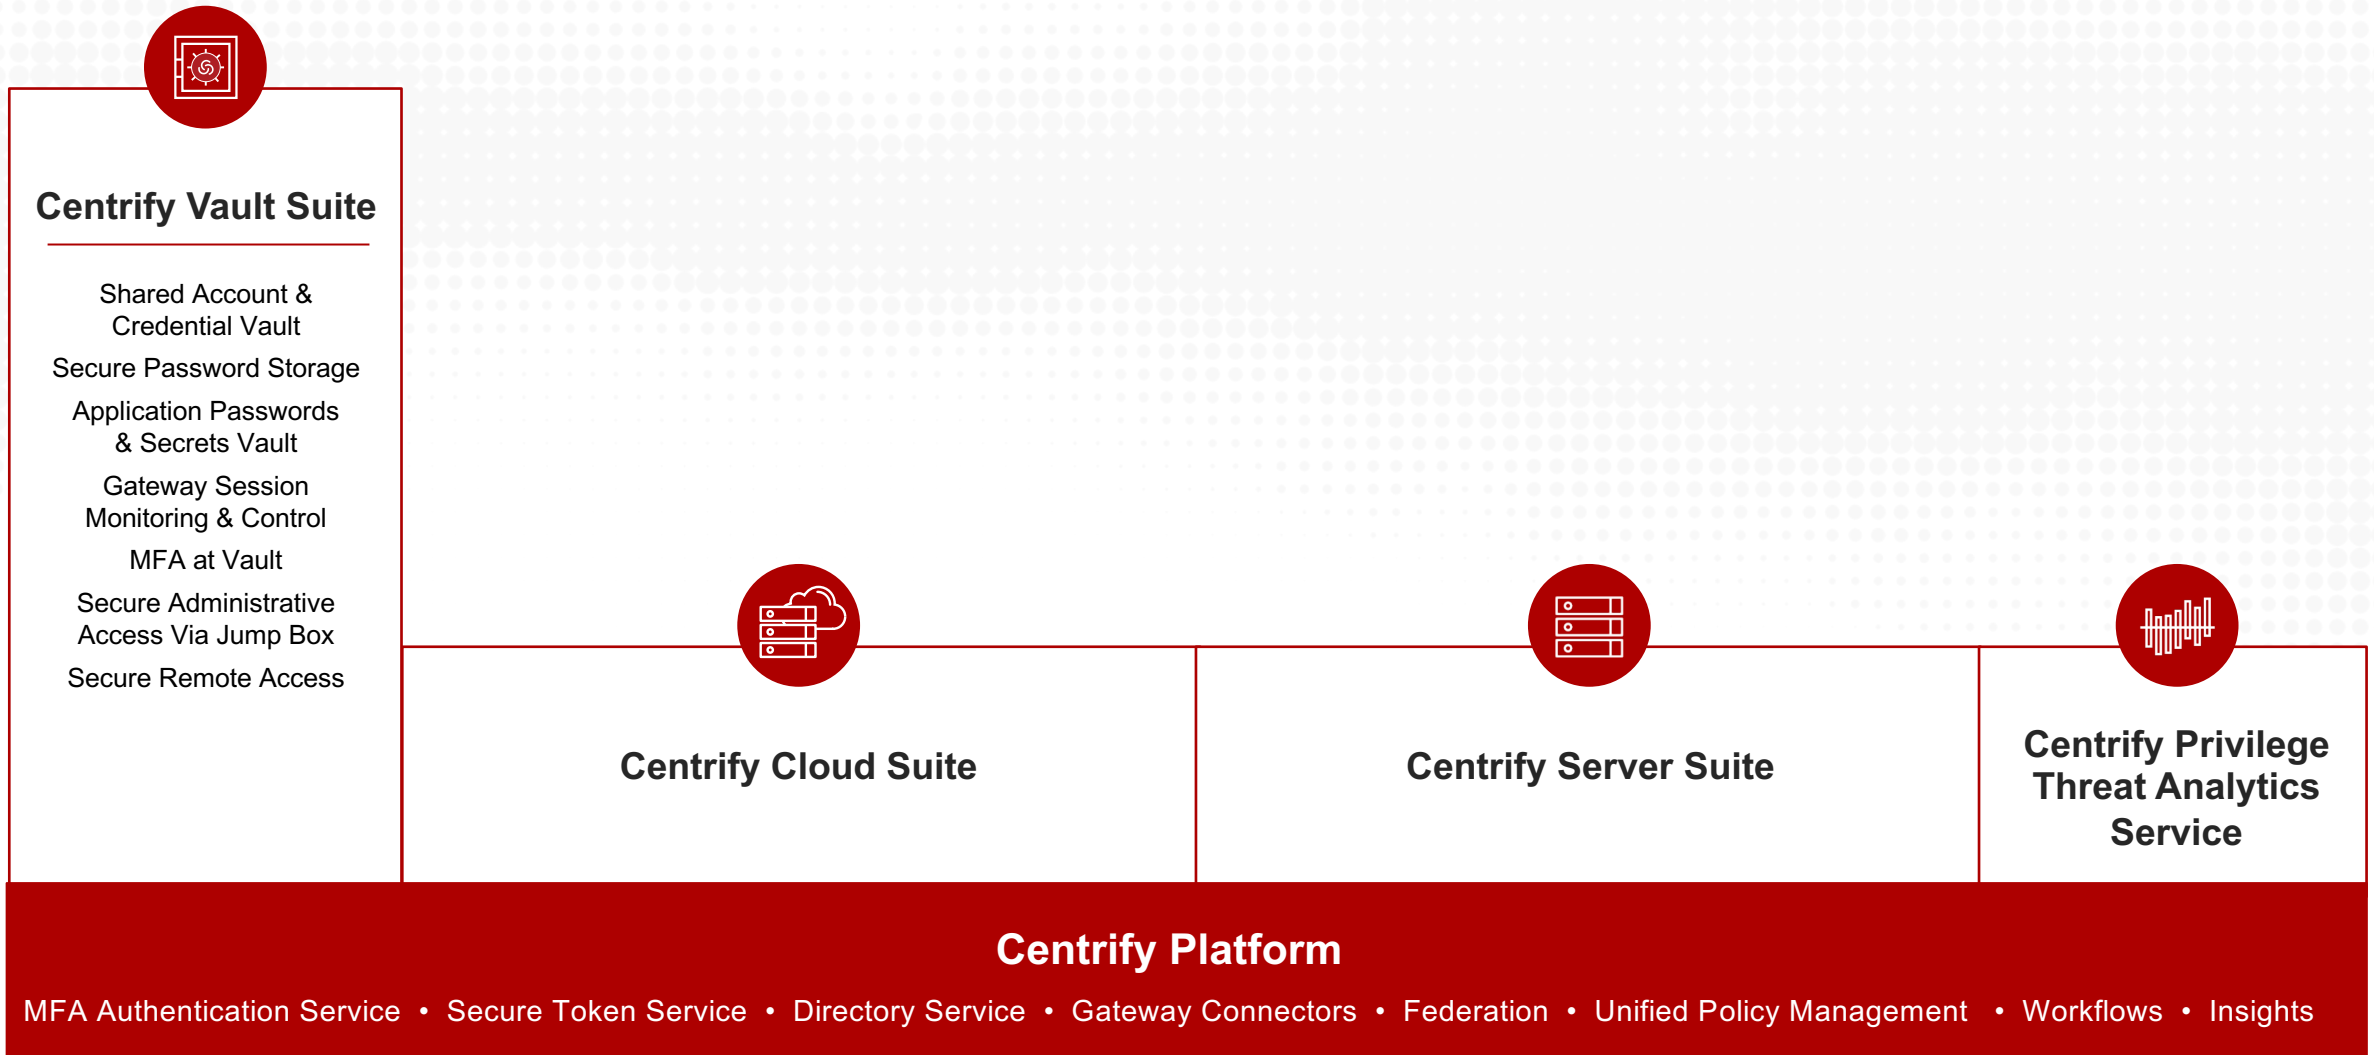 Centrify Vault Suite
Shared Account &
Credential Vault
Secure Password Storage
Application Passwords
& Secrets Vault
Gateway Session
Monitoring & Control
MFA at Vault
Secure Administrative
Access Via Jump Box
Secure Remote Access
Centrify Cloud Suite
Centrify Server Suite
Centrify Privilege
Threat Analytics
Service
Centrify Platform
MFA Authentication Service • Secure Token Service • Directory Service • Gateway Connectors • Federation • Unified Policy Management • Workflows • Insights